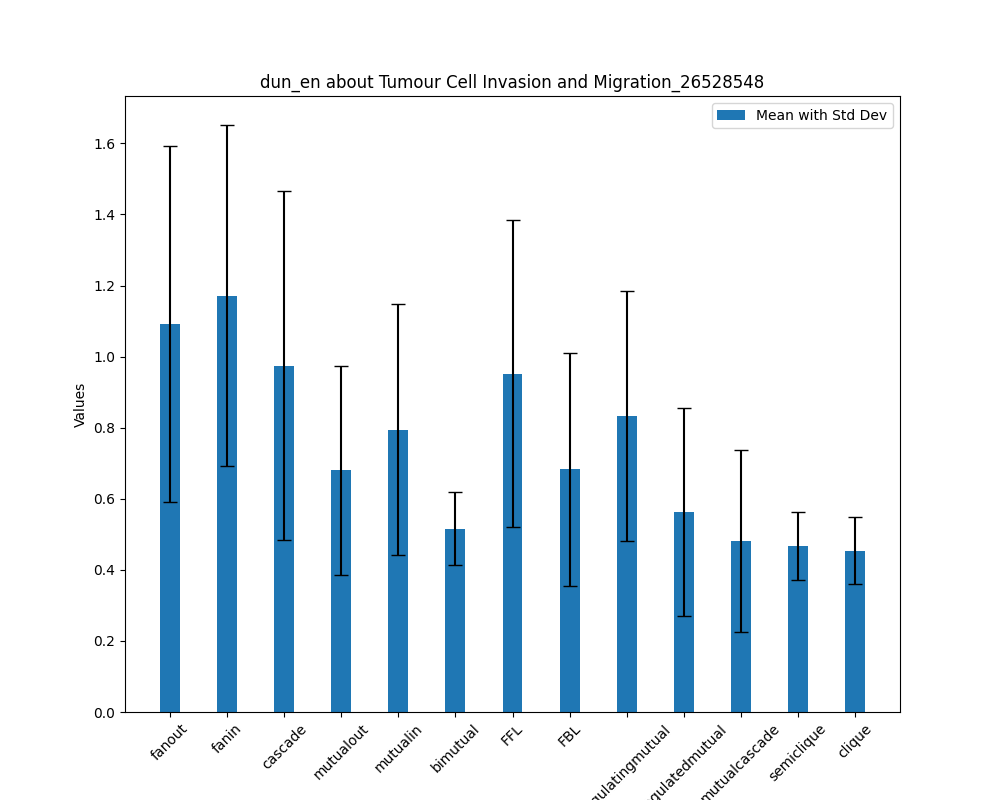 dun_en about Tumour Cell Invasion and Migration_26528548
Mean with Std Dev
Values
1.6
1.4
1.2
1.0
0.8
0.6
0.4
0.2
0.0
fanout
fanin
cascade
mutualout
mutualin
bimutual
FFL
FBL
gulatingmutual
gulatedmutual
mutualcascade
semiclique
clique